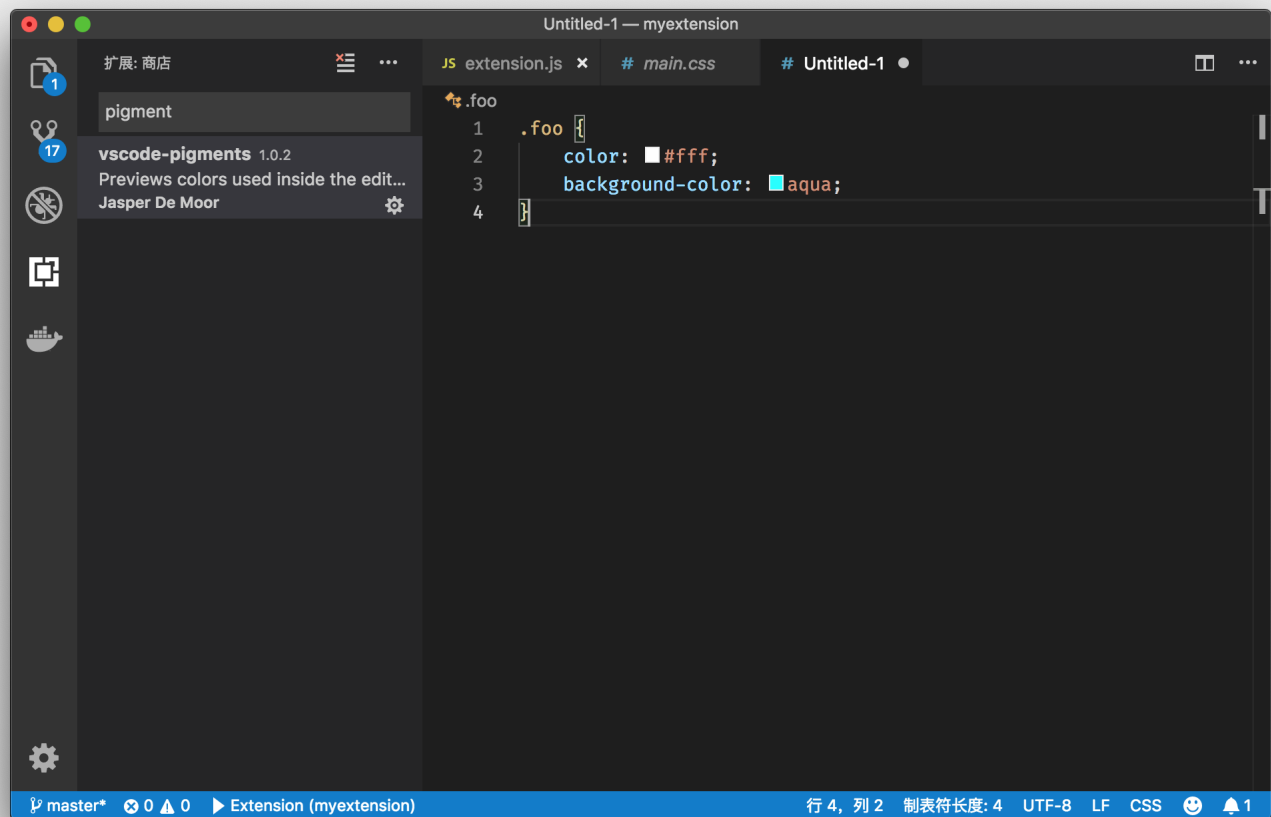 Untitled-1 — myextension
扩展: 商店
pigment
vscode-pigments 1.0.2
Previews colors used inside the edit...
Jasper De Moor
1
17
JS extension.js ×
# main.css
# Untitled-1 ●
.foo
1 .foo {
2 color: #fff;
3 background-color: aqua;
4 }
master* 0 0 Extension (myextension) 行 4，列 2 制表符长度: 4 UTF-8 LF CSS 1